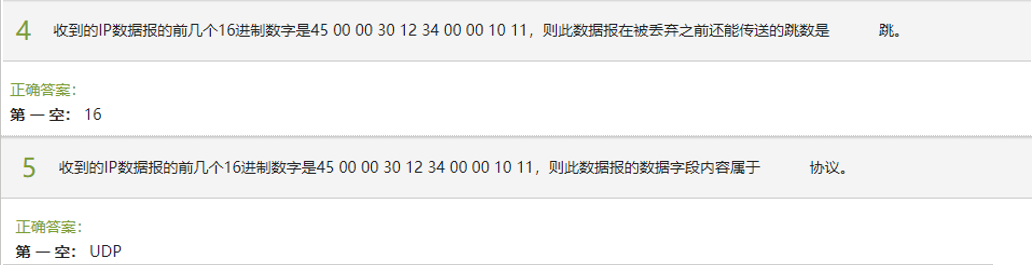 4 收到的IP数据报的前几个16进制数字是45 00 00 30 12 34 00 00 10 11，则此数据报在被丢弃之前还能传送的跳数是 跳。
正确答案：
第 一 空： 16
5 收到的IP数据报的前几个16进制数字是45 00 00 30 12 34 00 00 10 11，则此数据报的数据字段内容属于 协议。
正确答案：
第 一 空： UDP